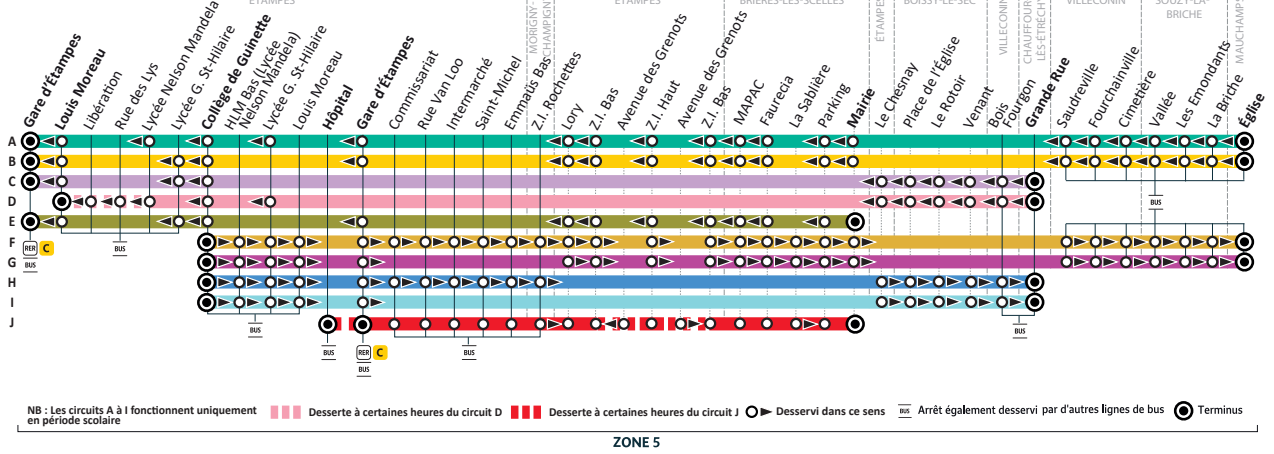 ÉTAMPES
MORIGNY-
CHAMPIGNY
ÉTAMPES
BRIÈRES-LES-SCELLÉS
ÉTAMPES
BOISSY-LE-SEC
VILLECONIN
CHAUFFOUR-
LÈS-ÉTRÉCHY
VILLECONIN
SOUZY-LA-
BRICHE
MAUCHAMPS
Gare d'Étampes
Louis Moreau
Libération
Rue des Lys
Lycée Nelson Mandela
Lycée G. St-Hilaire
Collège de Guinette
HLM Bas (Lycée
Nelson Mandela)
Lycée G. St-Hilaire
Louis Moreau
Hôpital
Gare d'Étampes
Commissariat
Rue Van Loo
Intermarché
Saint-Michel
Emmaüs Bas
Z.I. Rochettes
Lory
Z.I. Bas
Avenue des Grenots
Z.I. Haut
Avenue des Grenots
Z.I. Bas
MAPAC
Faurecia
La Sablière
Parking
Mairie
Le Chesnay
Place de l'Église
Le Rotoir
Venant
Bois
Fourgon
Grande Rue
Saudreville
Fourchainville
Cimetière
Vallée
Les Emondants
La Briche
Église
A
B
C
D
E
F
G
H
I
J
RER C
BUS
BUS
BUS
BUS
RER C
BUS
BUS
BUS
BUS
NB : Les circuits A à I fonctionnent uniquement
en période scolaire
Desserte à certaines heures du circuit D
Desserte à certaines heures du circuit J
Desservi dans ce sens
BUS Arrêt également desservi par d'autres lignes de bus
Terminus
ZONE 5